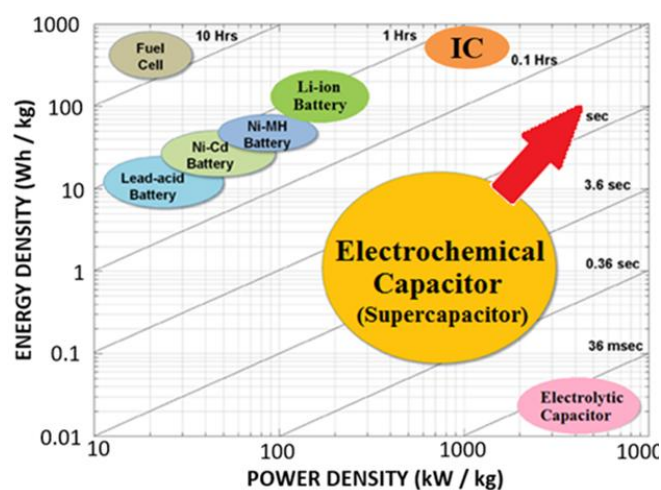 1000
100
10
1
0.1
0.01
ENERGY DENSITY (Wh / kg)
Fuel
Cell
10 Hrs
1 Hrs
IC
0.1 Hrs
Li-ion
Battery
Ni-MH
Battery
Ni-Cd
Battery
Lead-acid
Battery
sec
3.6 sec
Electrochemical
Capacitor
(Supercapacitor)
0.36 sec
36 msec
Electrolytic
Capacitor
10
100
1000
10000
POWER DENSITY (kW / kg)